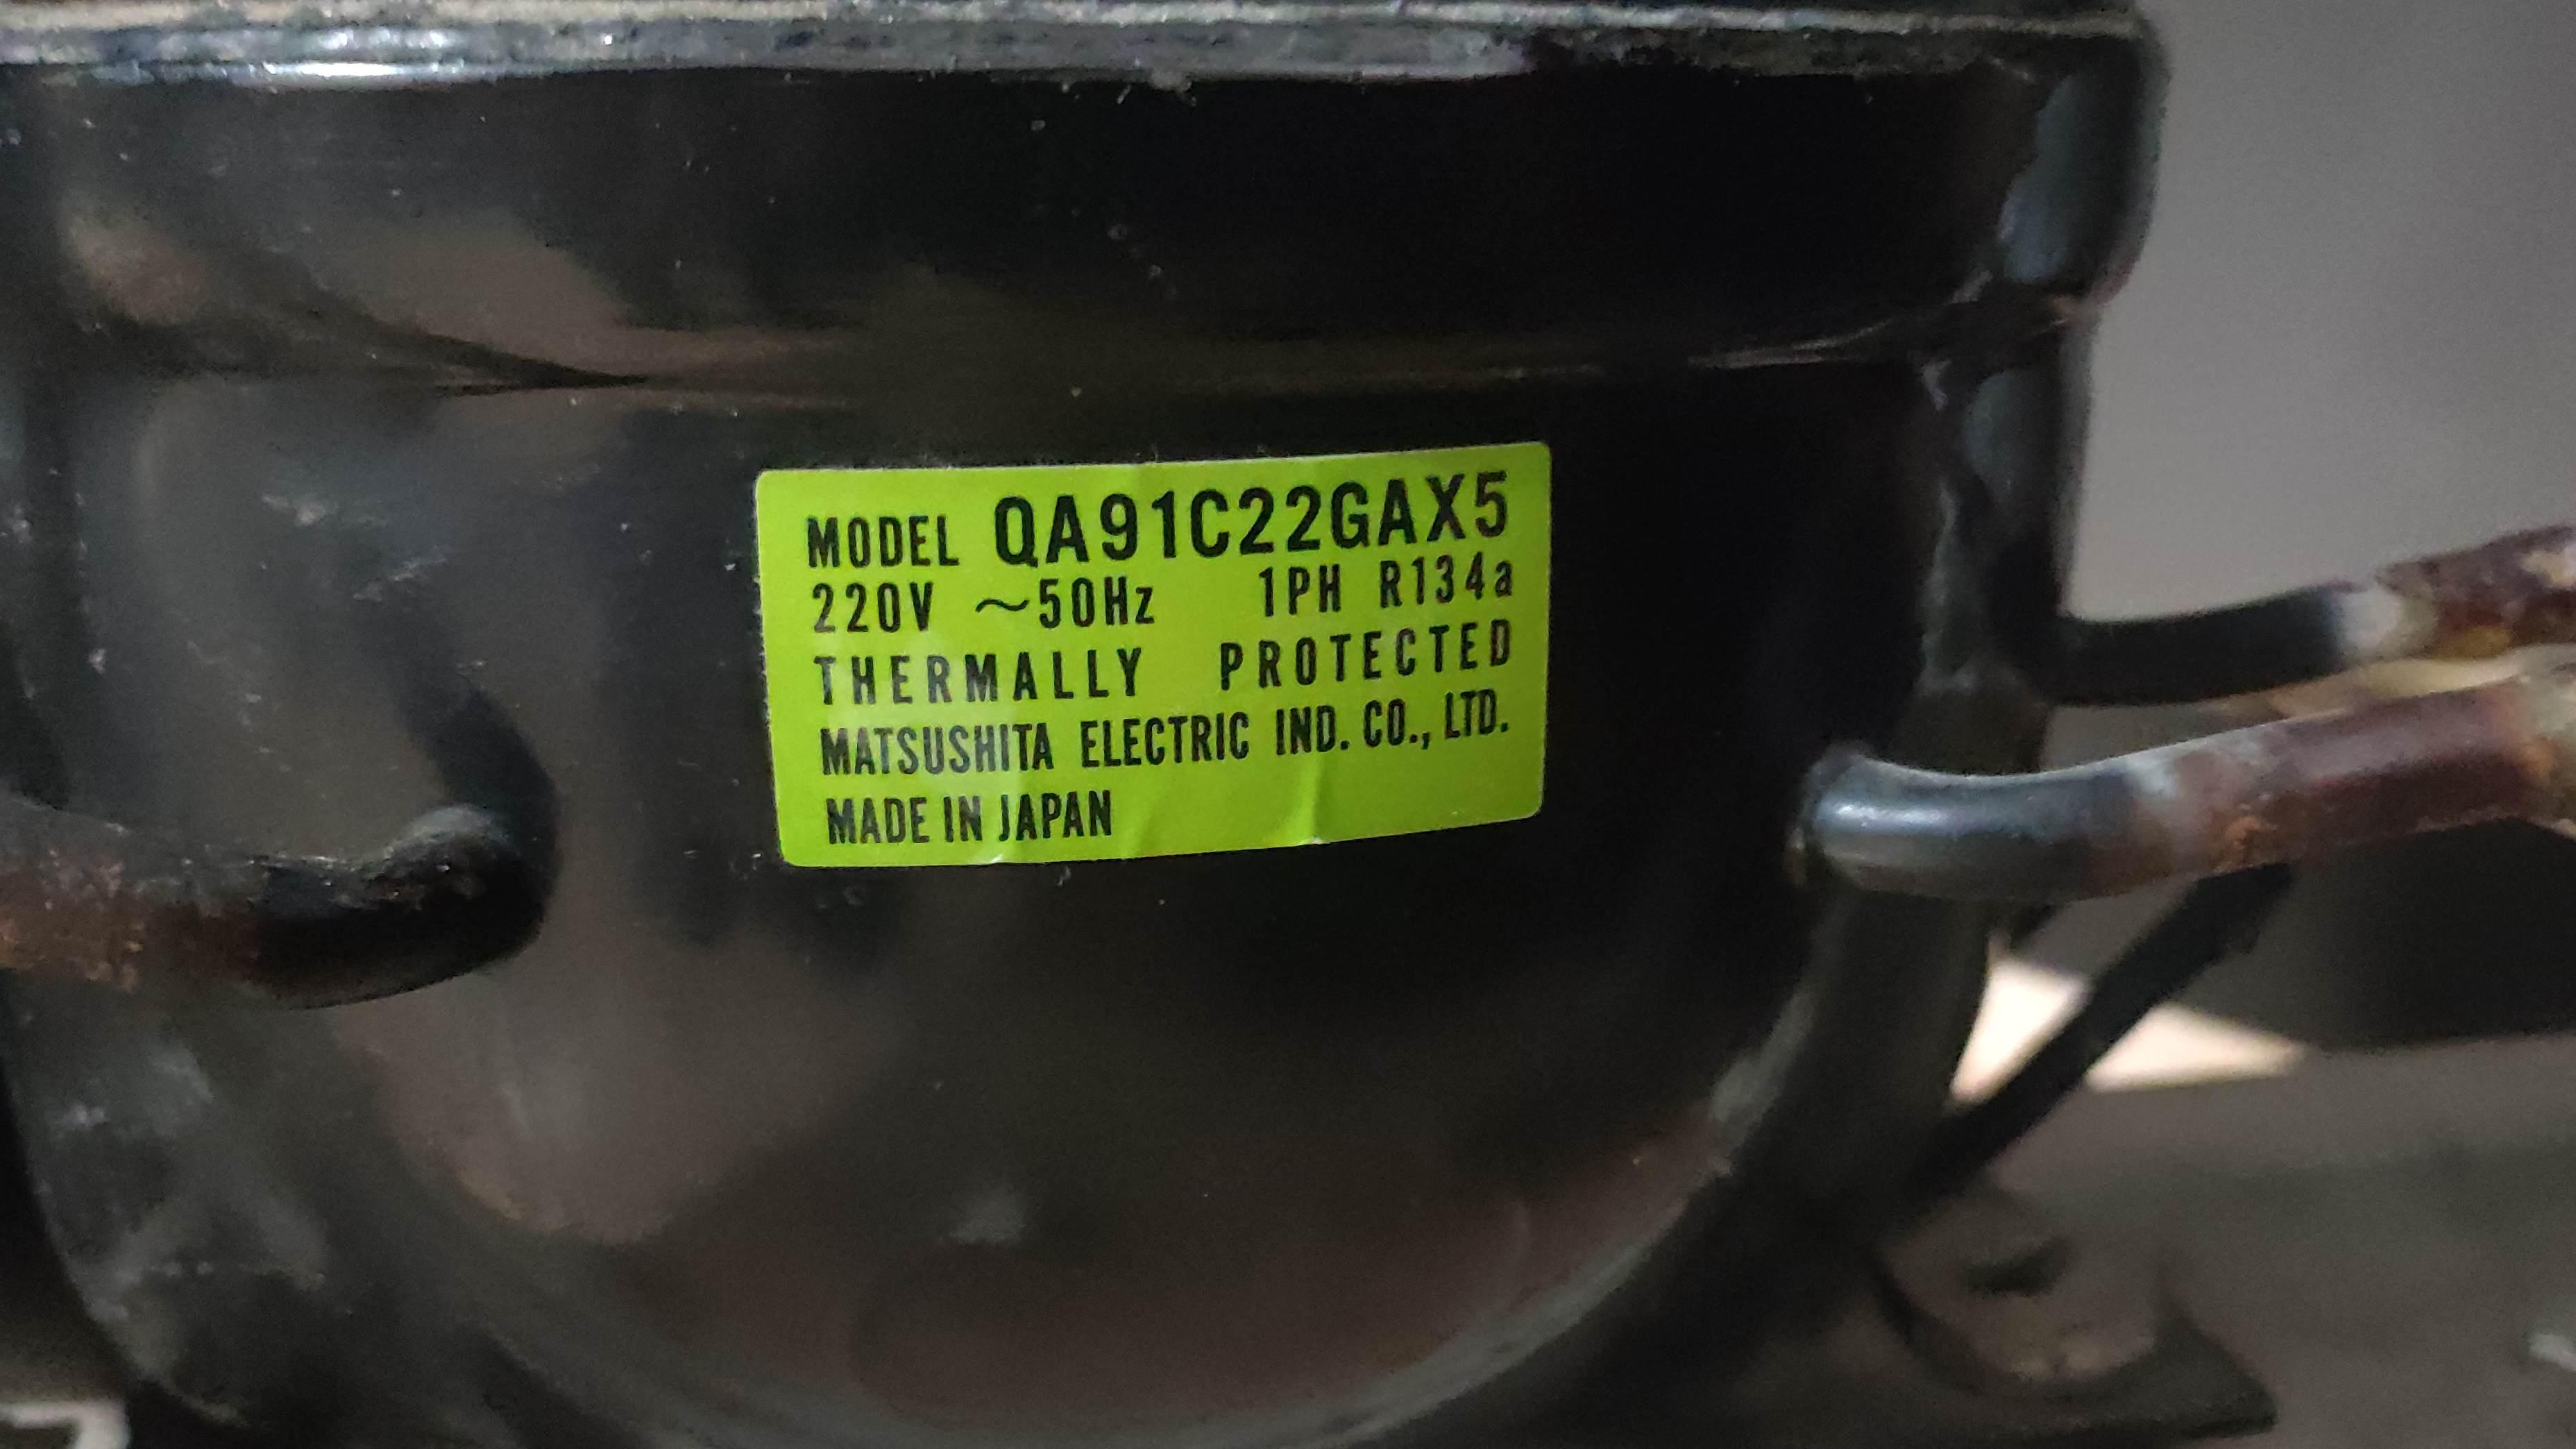 MODEL QA91C22GAX5
220V ～50Hz 1PH R134a
THERMALLY PROTECTED
MATSUSHITA ELECTRIC IND. CO., LTD.
MADE IN JAPAN